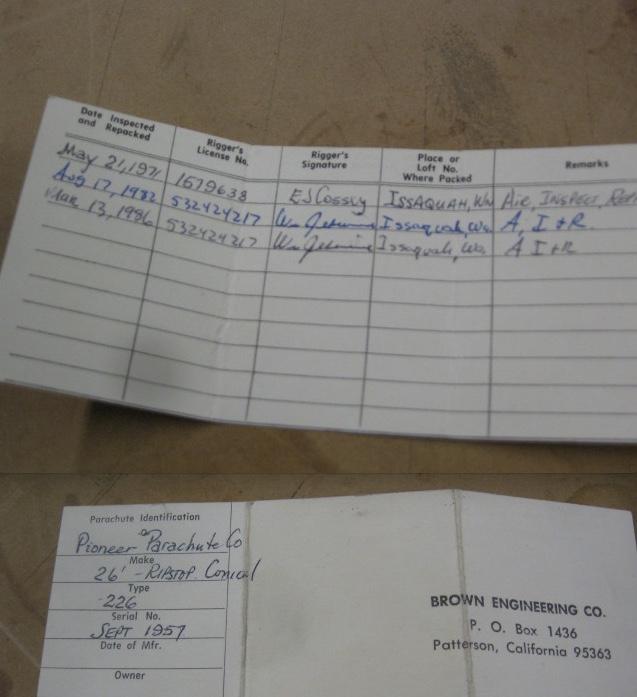 Date Inspected and Repacked
Rigger's License No.
Rigger's Signature
Place or Loft No. Where Packed
Remarks
May 21, 1971 1579638 EJ Cossey ISSAQUAH, Wn Air, INSPECT,
Aug 17, 1982 532424217 Issaquah, Wa. A, I & R.
Mar. 13, 1986 532424217 Issaquah, Wa. A I & R
Parachute Identification
Pioneer Parachute Co
Make
26' - RIPSTOP Conical
Type
226
Serial No.
SEPT 1957
Date of Mfr.
Owner
BROWN ENGINEERING CO.
P. O. Box 1436
Patterson, California 95363